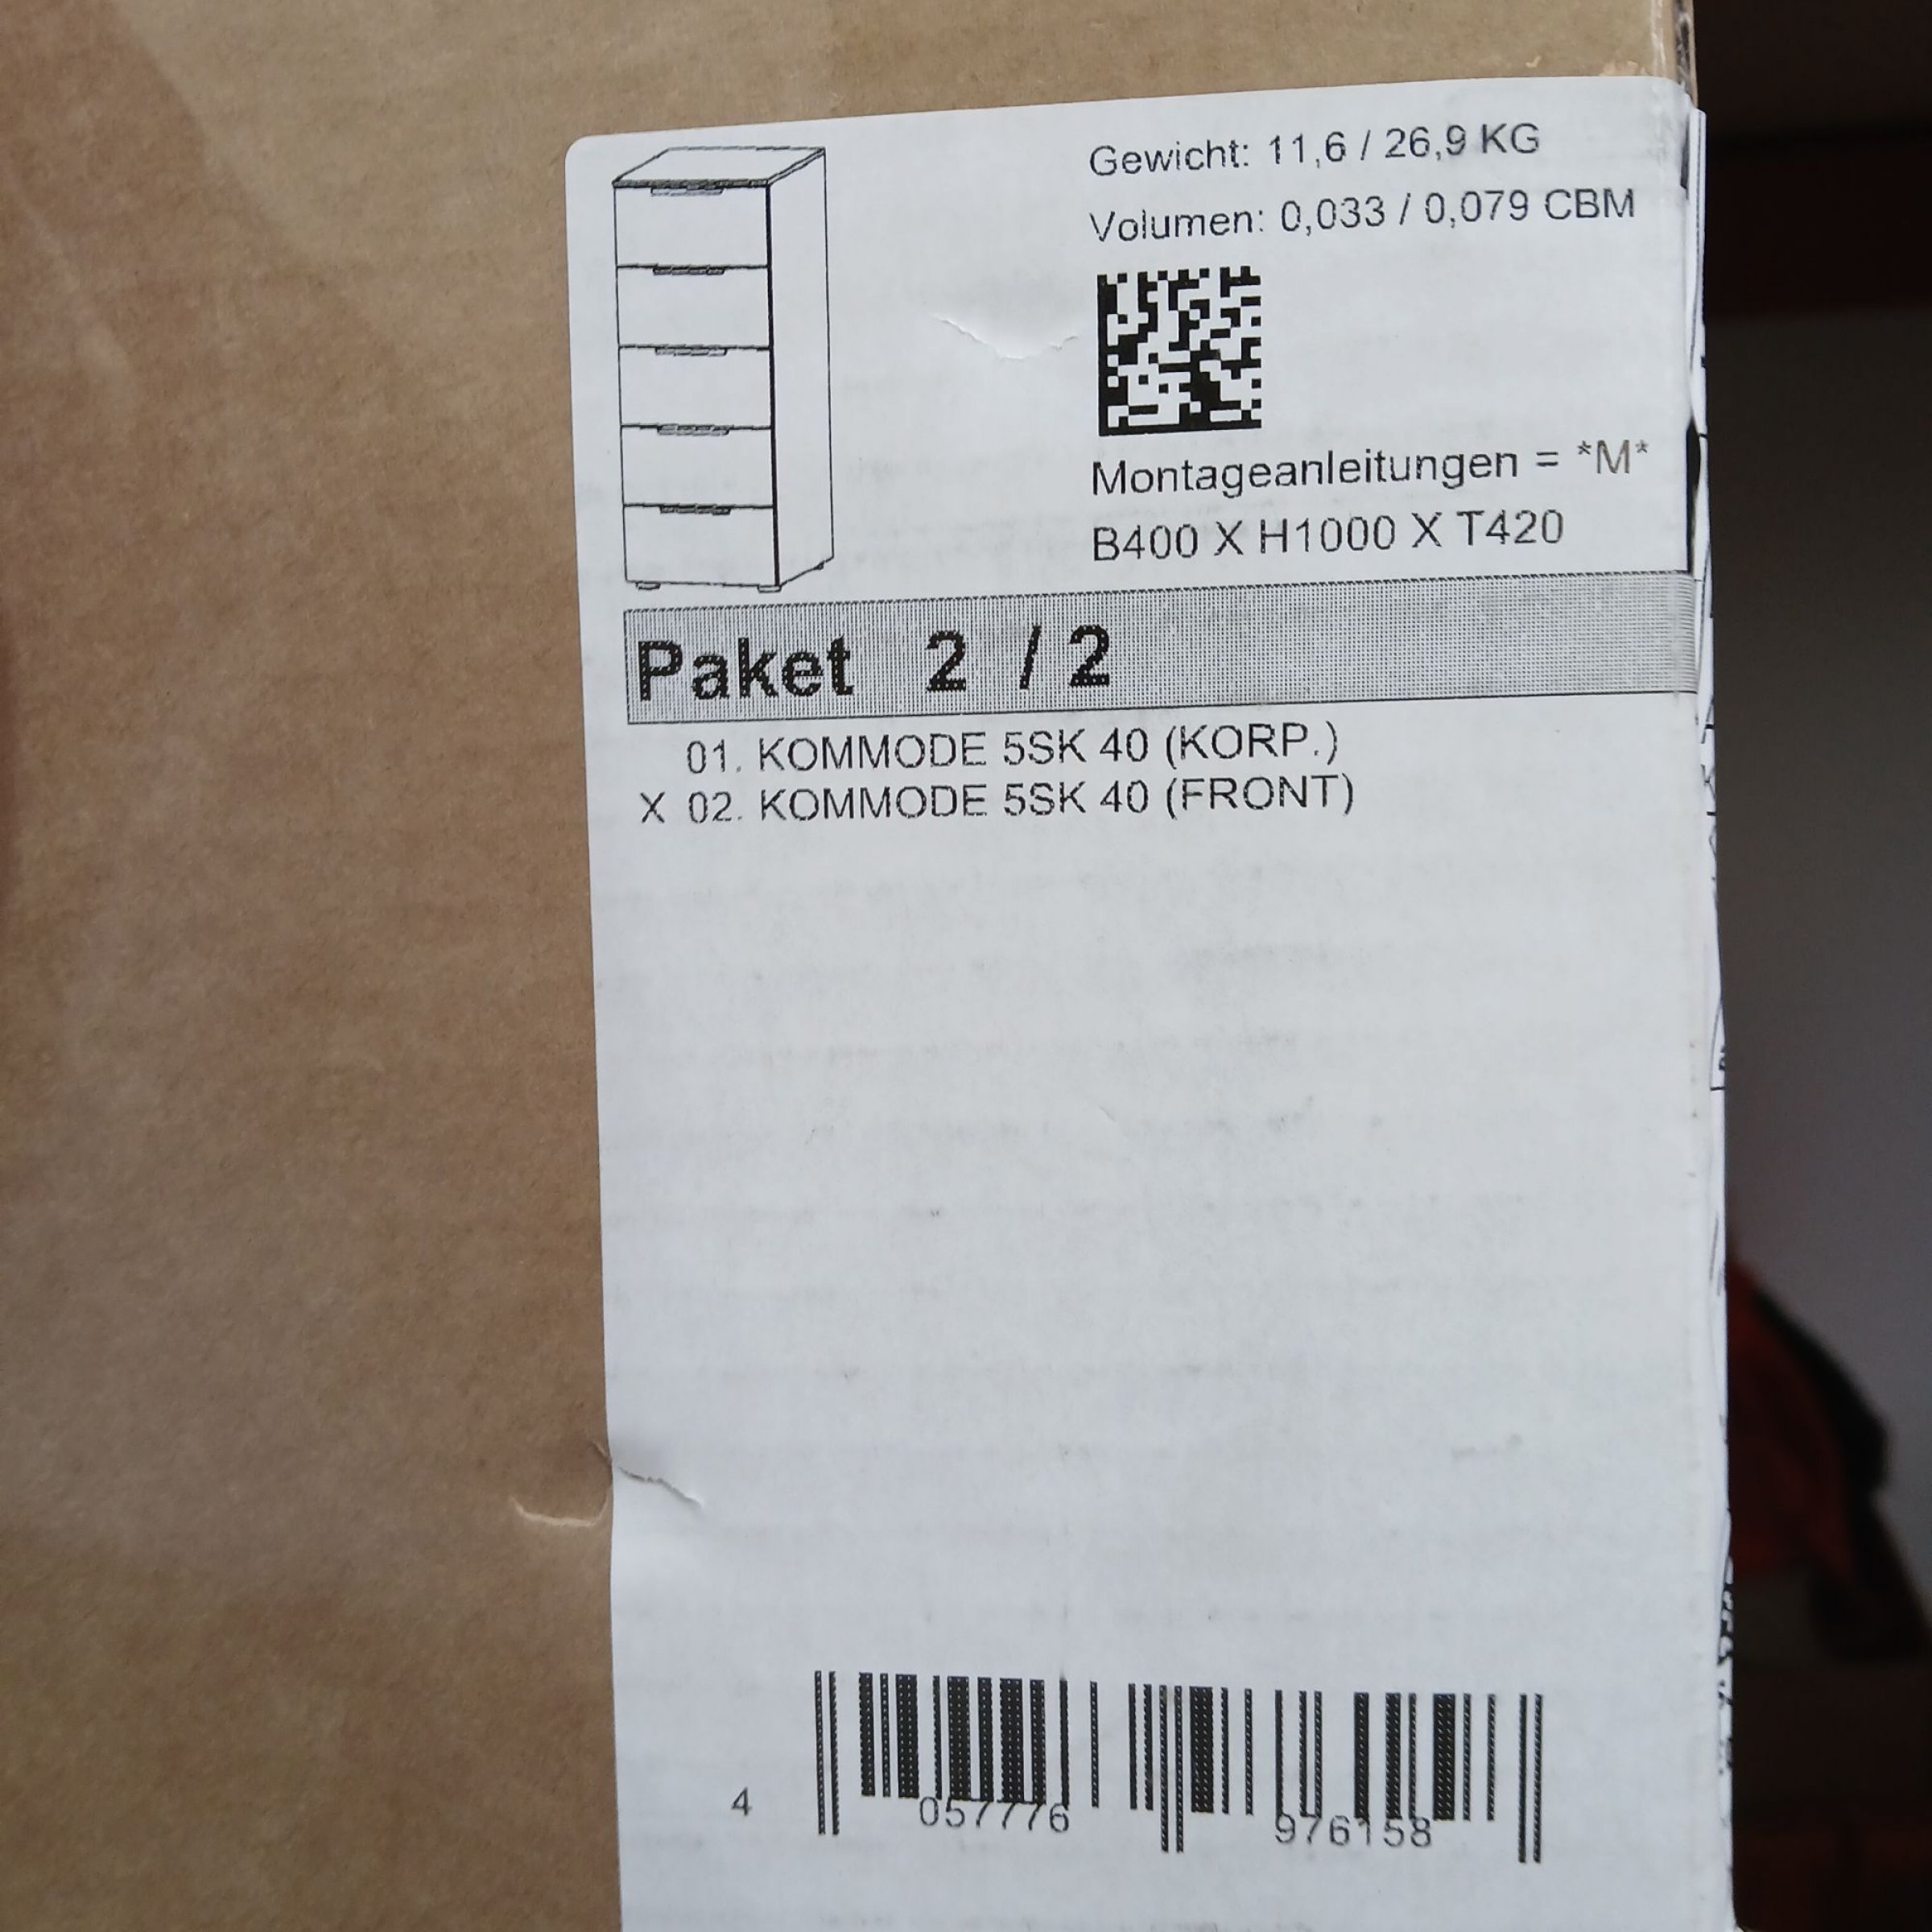 Gewicht: 11,6 / 26,9 KG
Volumen: 0,033 / 0,079 CBM
Montageanleitungen = *M*
B400 X H1000 X T420
Paket 2 / 2
01. KOMMODE 5SK 40 (KORP.)
X 02. KOMMODE 5SK 40 (FRONT)
4 057776 976158